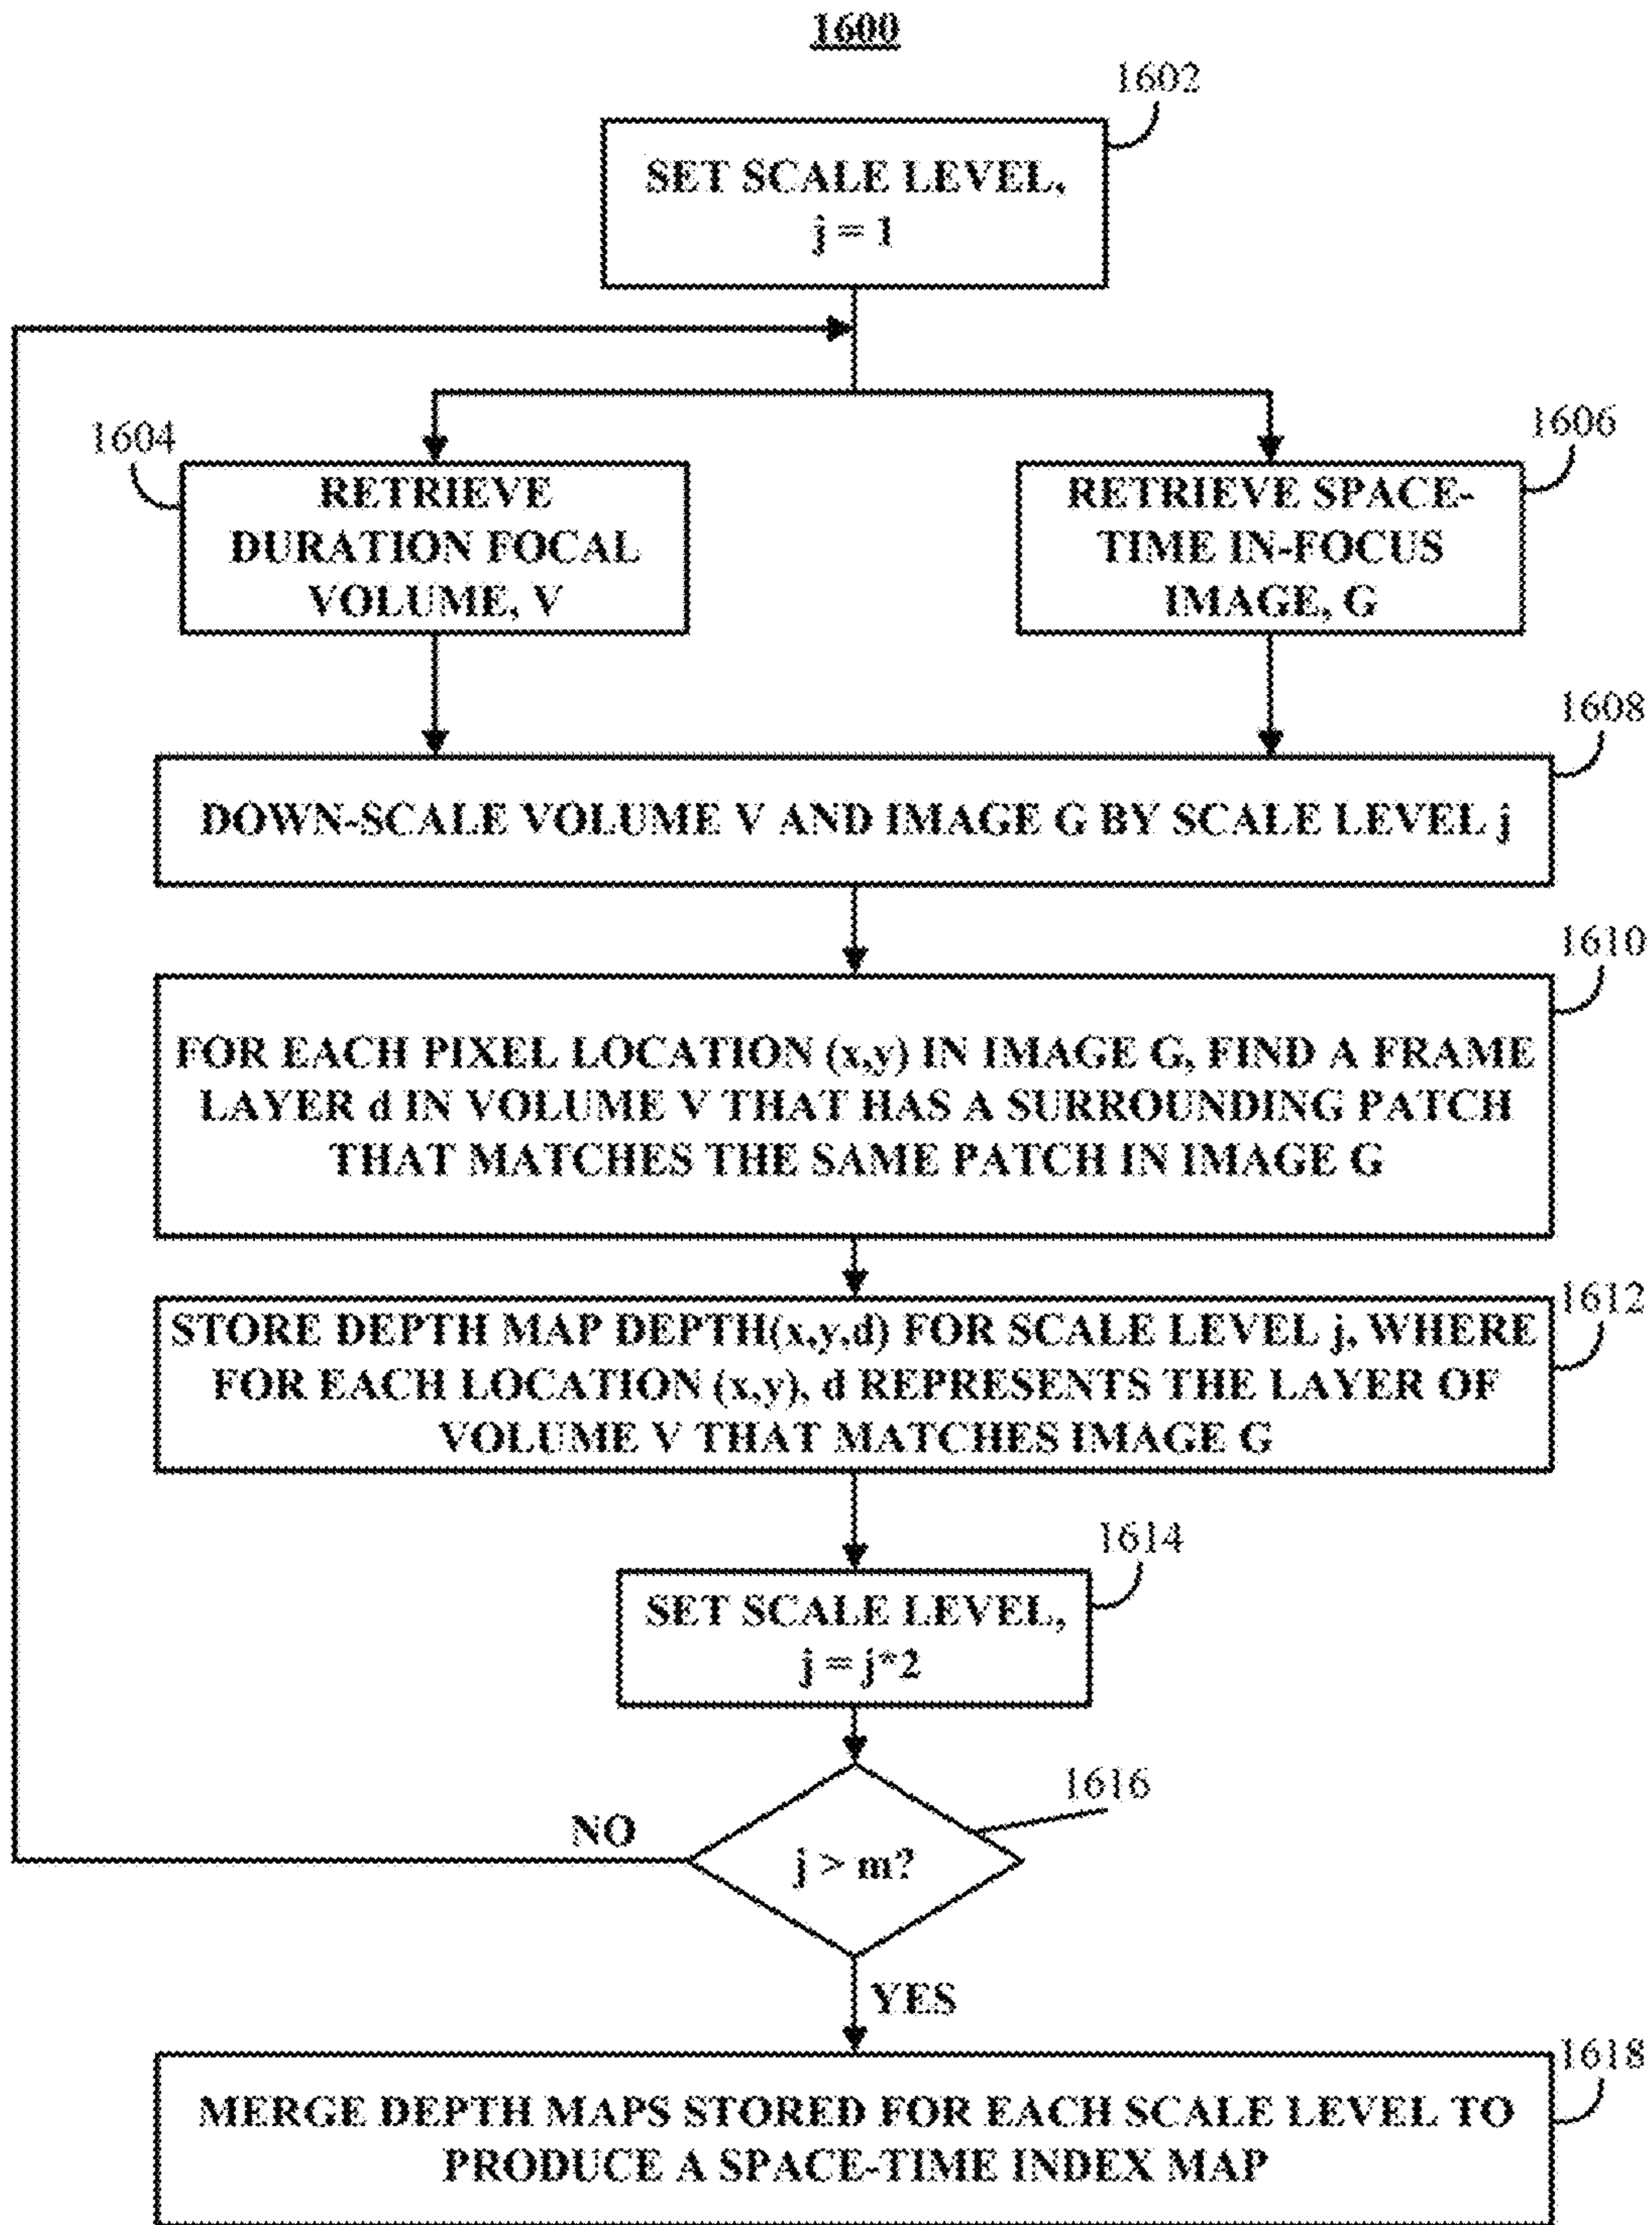 1600
1602
SET SCALE LEVEL,
j = 1
1604
RETRIEVE
DURATION FOCAL
VOLUME, V
1606
RETRIEVE SPACE-
TIME IN-FOCUS
IMAGE, G
1608
DOWN-SCALE VOLUME V AND IMAGE G BY SCALE LEVEL j
1610
FOR EACH PIXEL LOCATION (x,y) IN IMAGE G, FIND A FRAME
LAYER d IN VOLUME V THAT HAS A SURROUNDING PATCH
THAT MATCHES THE SAME PATCH IN IMAGE G
1612
STORE DEPTH MAP DEPTH(x,y,d) FOR SCALE LEVEL j, WHERE
FOR EACH LOCATION (x,y), d REPRESENTS THE LAYER OF
VOLUME V THAT MATCHES IMAGE G
1614
SET SCALE LEVEL,
j = j*2
1616
NO
j > m?
YES
1618
MERGE DEPTH MAPS STORED FOR EACH SCALE LEVEL TO
PRODUCE A SPACE-TIME INDEX MAP